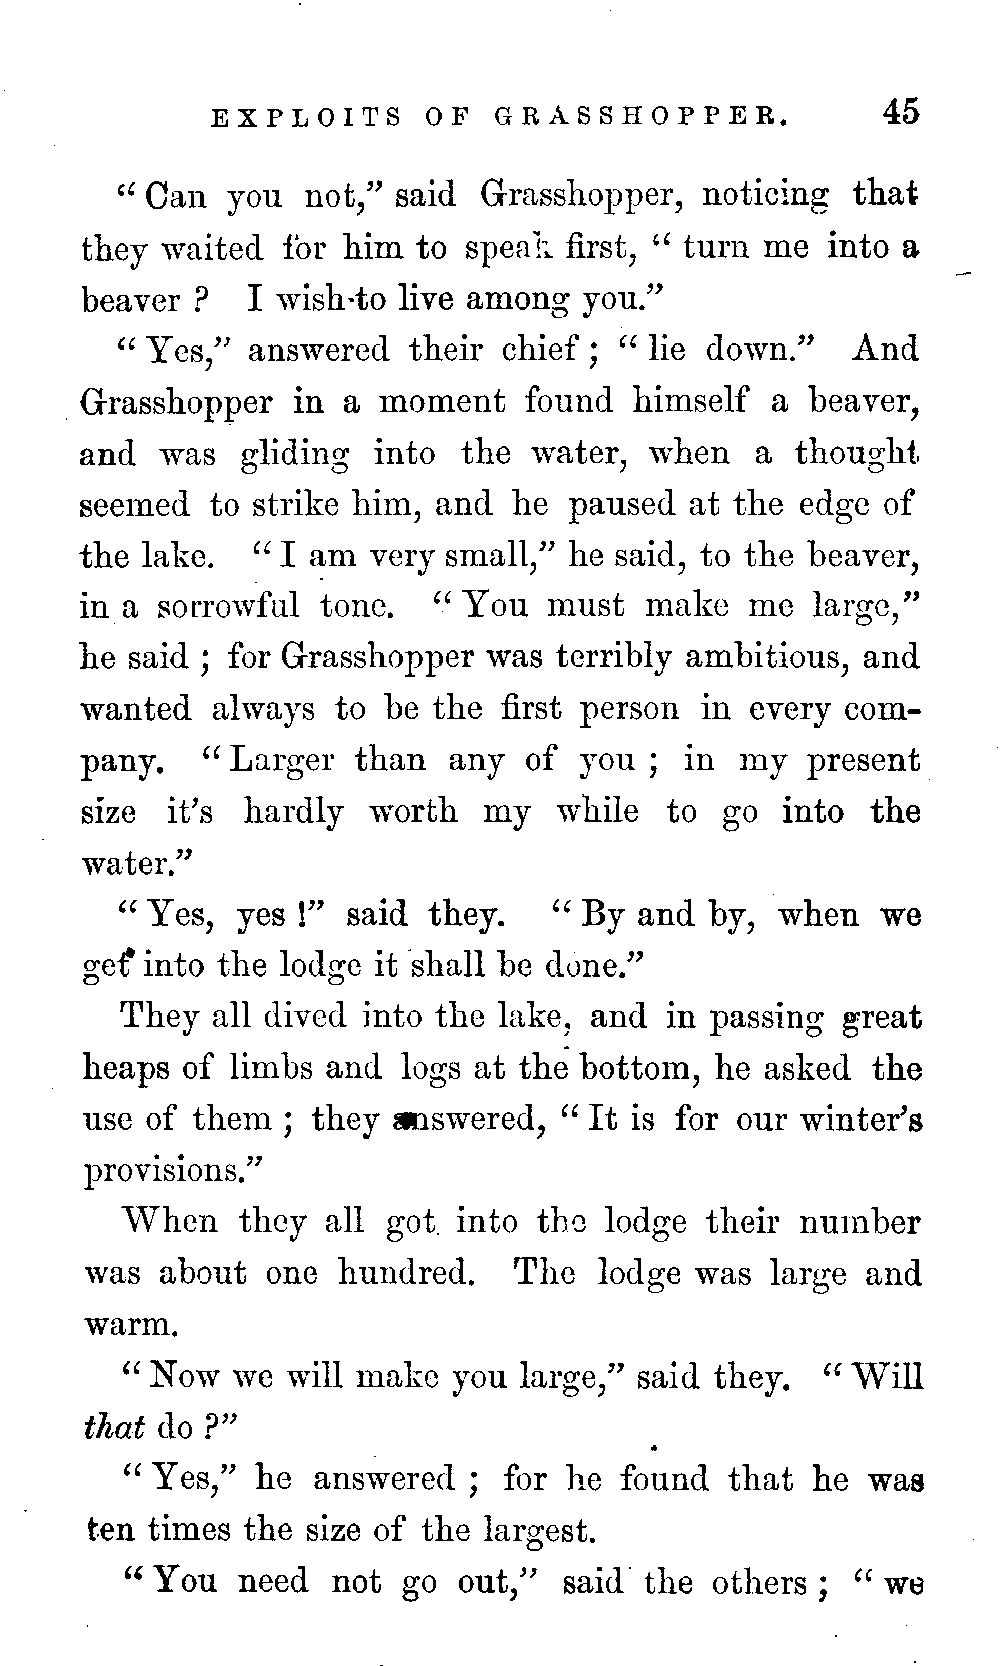 EXPLOITS OF GRASSHOPPER. 45
“Can you not,” said Grasshopper, noticing that
they waited for him to speak first, “turn me into a
beaver? I wish to live among you.”
“Yes,” answered their chief; “lie down.” And
Grasshopper in a moment found himself a beaver,
and was gliding into the water, when a thought
seemed to strike him, and he paused at the edge of
the lake. “I am very small,” he said, to the beaver,
in a sorrowful tone. “You must make me large,”
he said; for Grasshopper was terribly ambitious, and
wanted always to be the first person in every com-
pany. “Larger than any of you; in my present
size it’s hardly worth my while to go into the
water.”
“Yes, yes!” said they. “By and by, when we
get into the lodge it shall be done.”
They all dived into the lake, and in passing great
heaps of limbs and logs at the bottom, he asked the
use of them; they answered, “It is for our winter’s
provisions.”
When they all got into the lodge their number
was about one hundred. The lodge was large and
warm.
“Now we will make you large,” said they. “Will
that do?”
“Yes,” he answered; for he found that he was
ten times the size of the largest.
“You need not go out,” said the others; “we